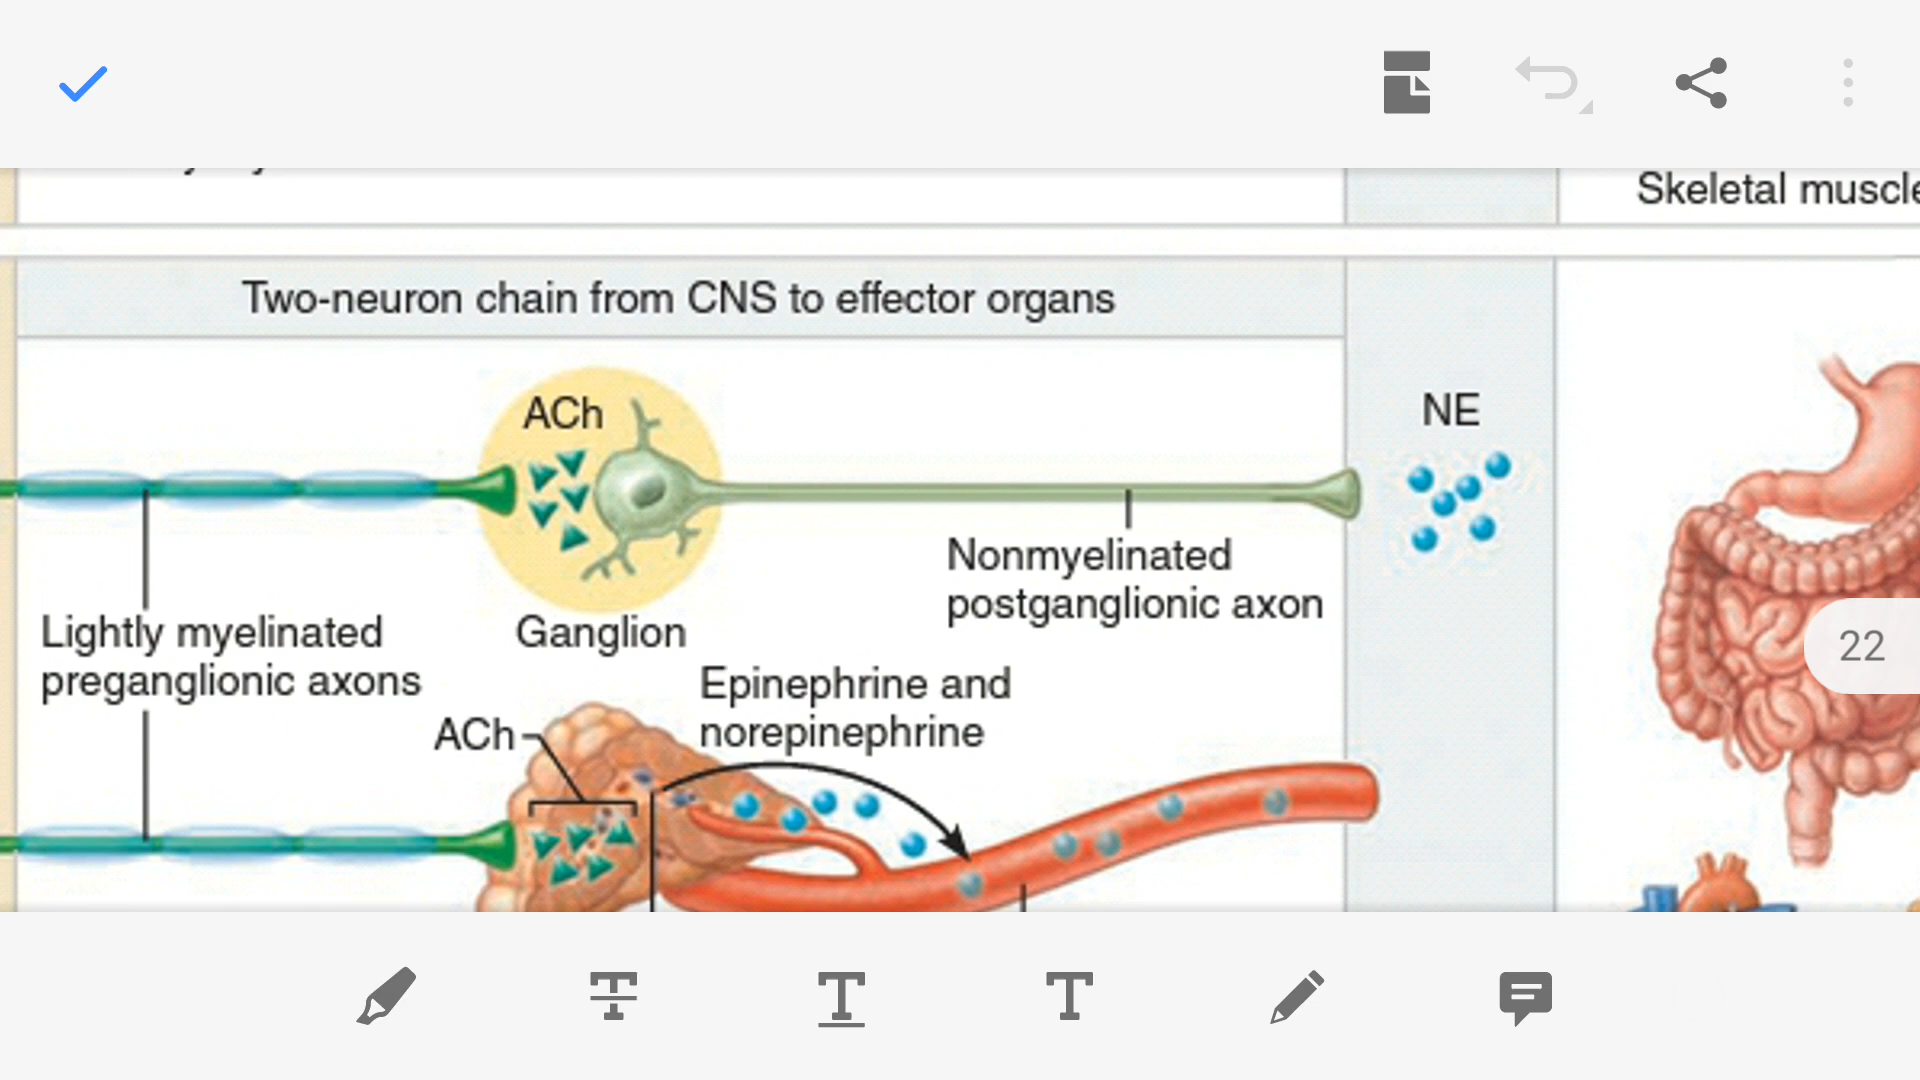 Skeletal muscle
Two-neuron chain from CNS to effector organs
ACh
NE
Nonmyelinated
postganglionic axon
Lightly myelinated
preganglionic axons
Ganglion
Epinephrine and
norepinephrine
ACh
22